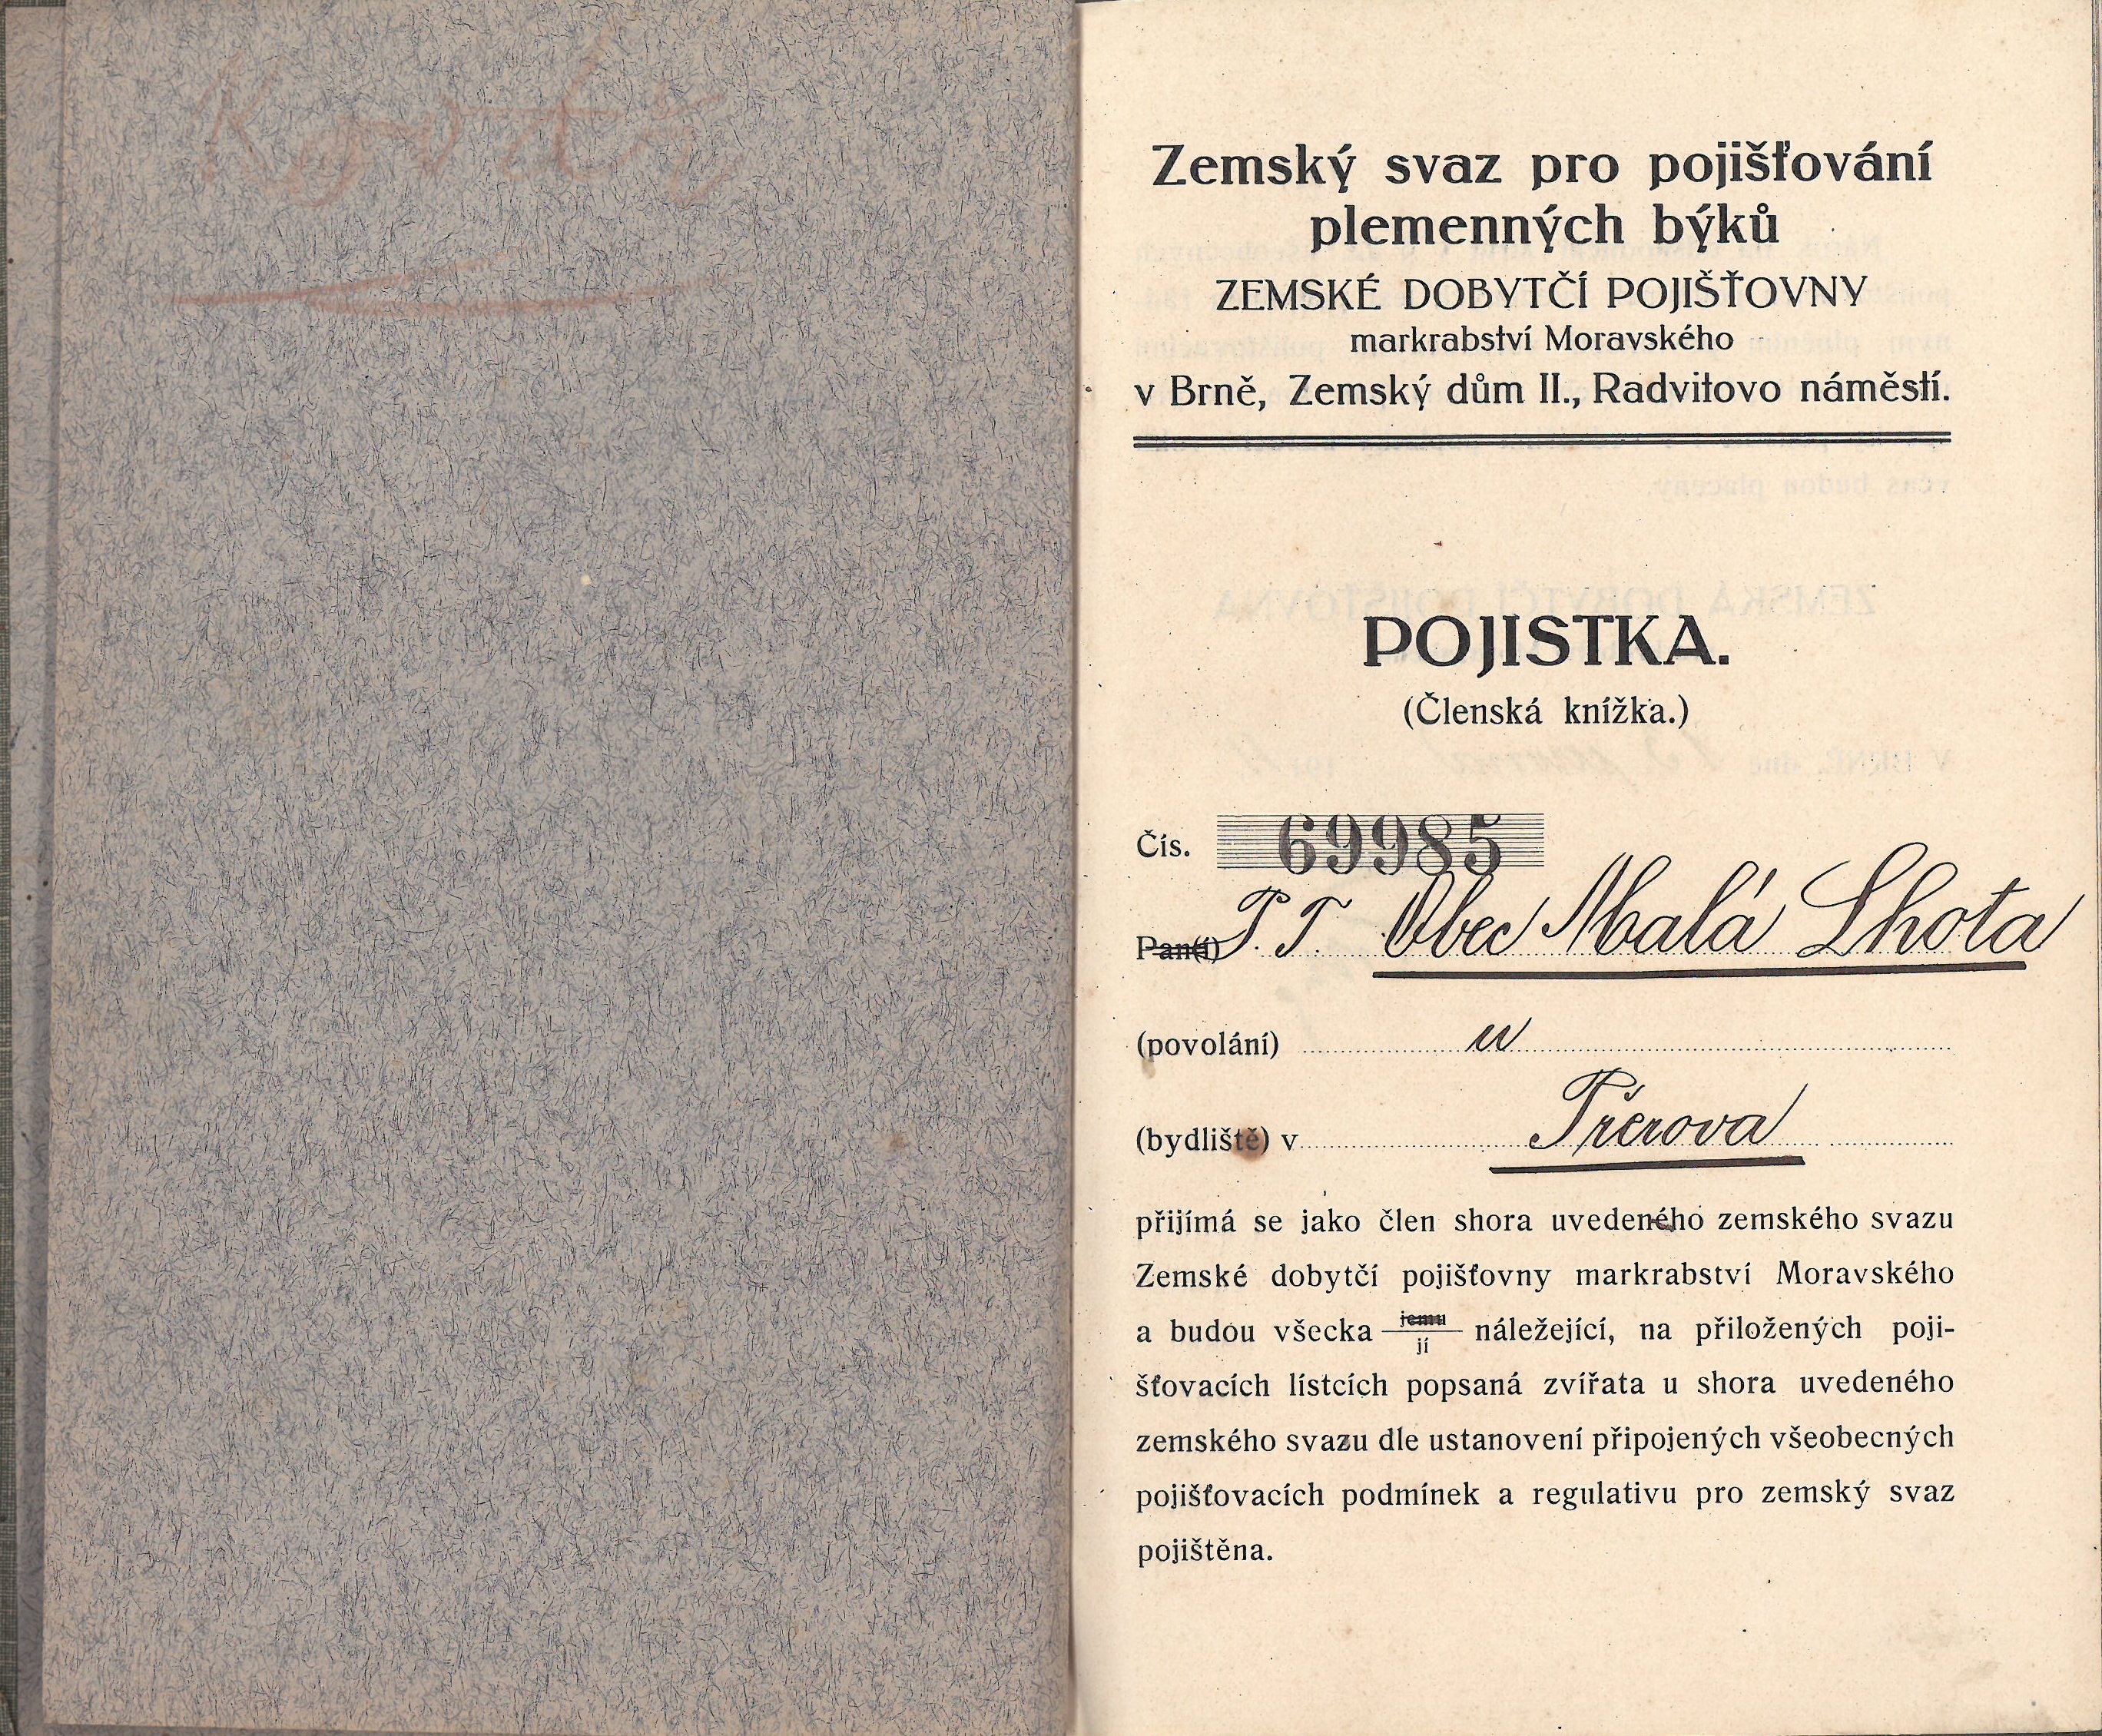 Zemský svaz pro pojišťování
plemenných býků
ZEMSKÉ DOBYTČÍ POJIŠŤOVNY
markrabství Moravského
v Brně, Zemský dům II., Radvitovo náměstí.
POJISTKA.
(Členská knížka.)
Čís. 69985
Pan(í) P. T. Obec Malá Lhota
(povolání) u
(bydliště) v Přerova
přijímá se jako člen shora uvedeného zemského svazu
Zemské dobytčí pojišťovny markrabství Moravského
a budou všecka jemu
jí náležející, na přiložených poji-
šťovacích lístcích popsaná zvířata u shora uvedeného
zemského svazu dle ustanovení připojených všeobecných
pojišťovacích podmínek a regulativu pro zemský svaz
pojištěna.